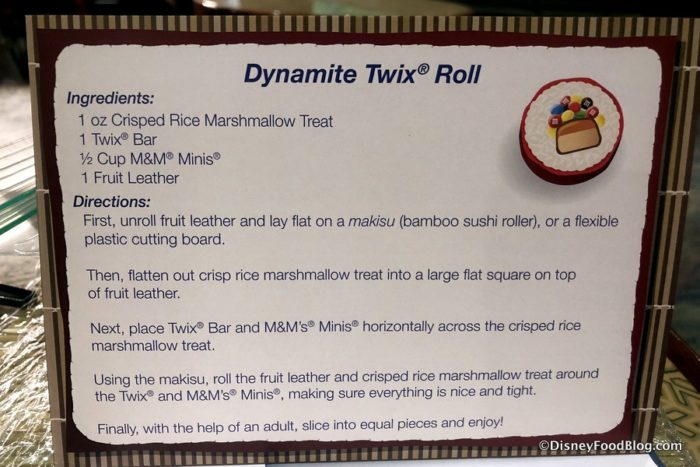 Dynamite Twix® Roll
Ingredients:
1 oz Crisped Rice Marshmallow Treat
1 Twix® Bar
½ Cup M&M® Minis®
1 Fruit Leather
Directions:
First, unroll fruit leather and lay flat on a makisu (bamboo sushi roller), or a flexible
plastic cutting board.
Then, flatten out crisp rice marshmallow treat into a large flat square on top
of fruit leather.
Next, place Twix® Bar and M&M's® Minis® horizontally across the crisped rice
marshmallow treat.
Using the makisu, roll the fruit leather and crisped rice marshmallow treat around
the Twix® and M&M's® Minis®, making sure everything is nice and tight.
Finally, with the help of an adult, slice into equal pieces and enjoy!
©DisneyFoodBlog.com